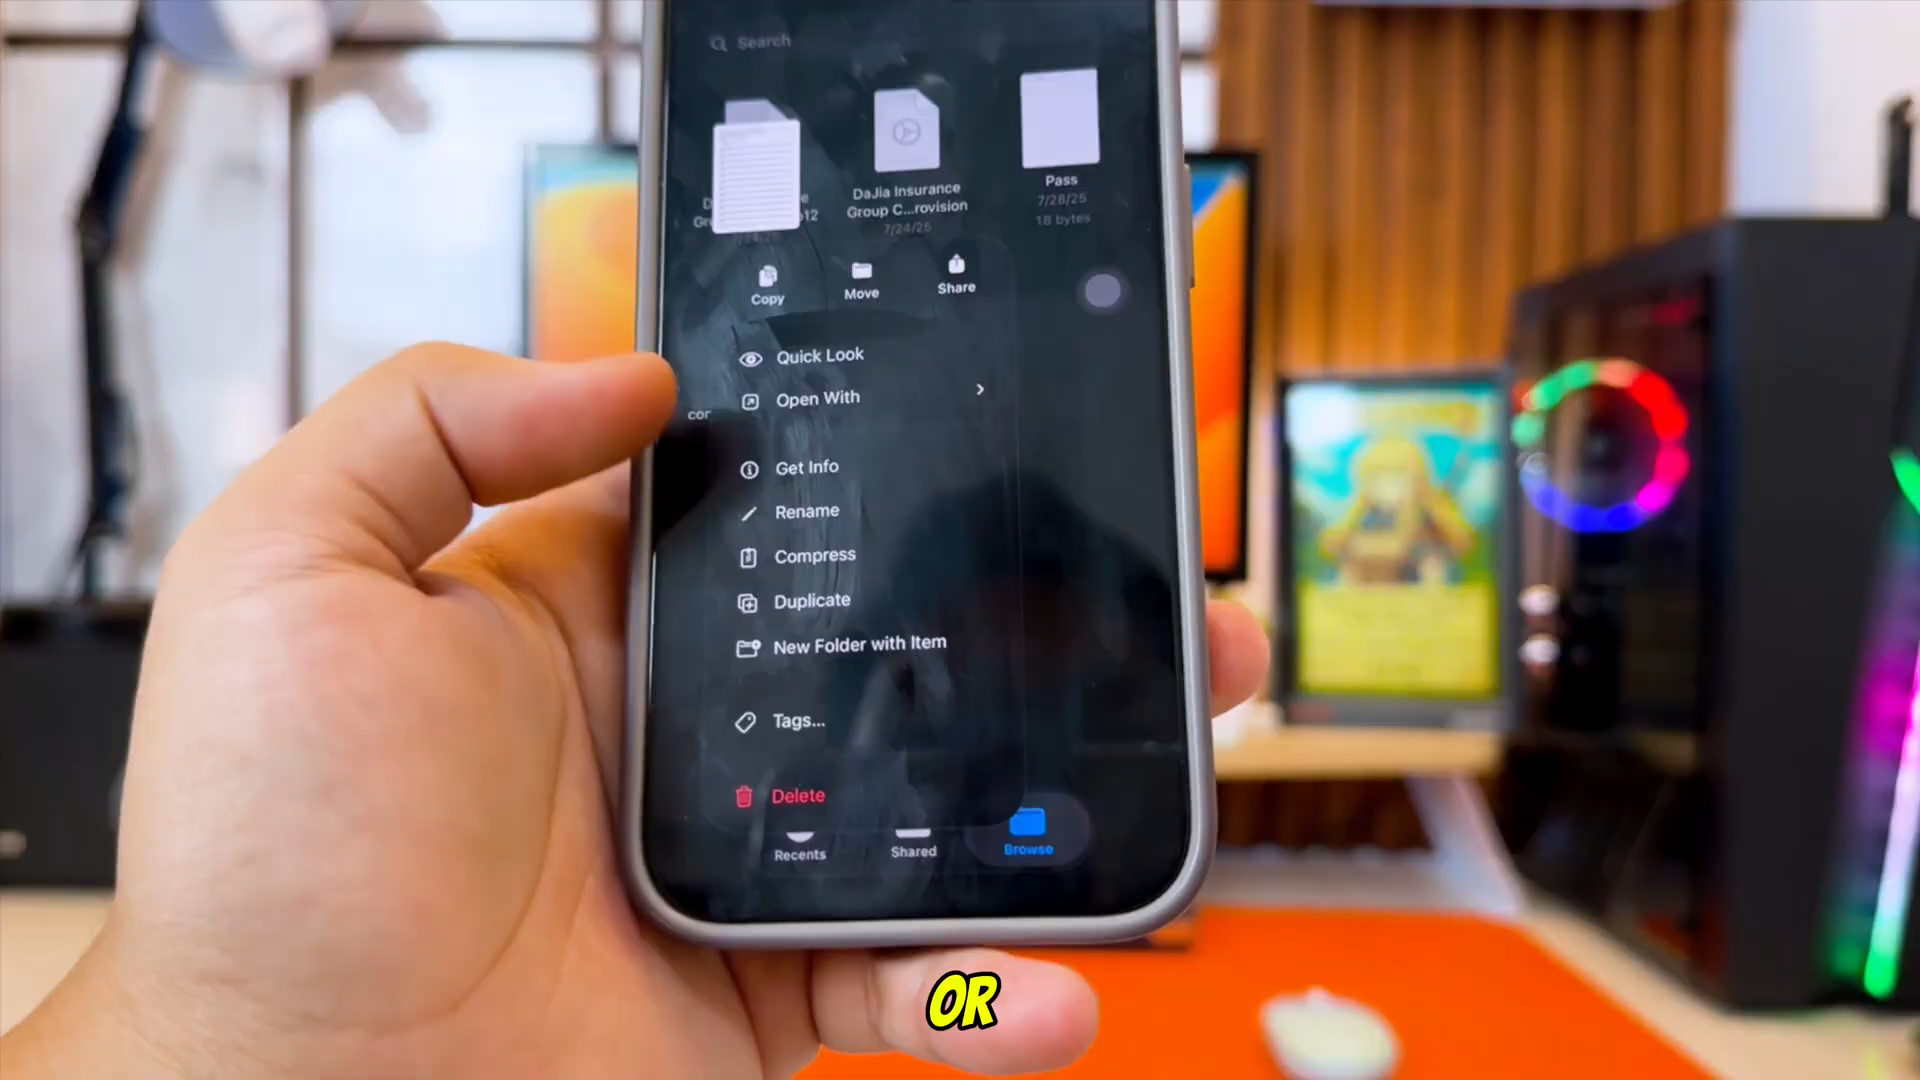 Search
DaJia Insurance
Group C...rovision
7/24/25
Pass
7/28/25
18 bytes
Copy
Move
Share
Quick Look
Open With
cor
Get Info
Rename
Compress
Duplicate
New Folder with Item
Tags...
Delete
Recents
Shared
Browse
OR